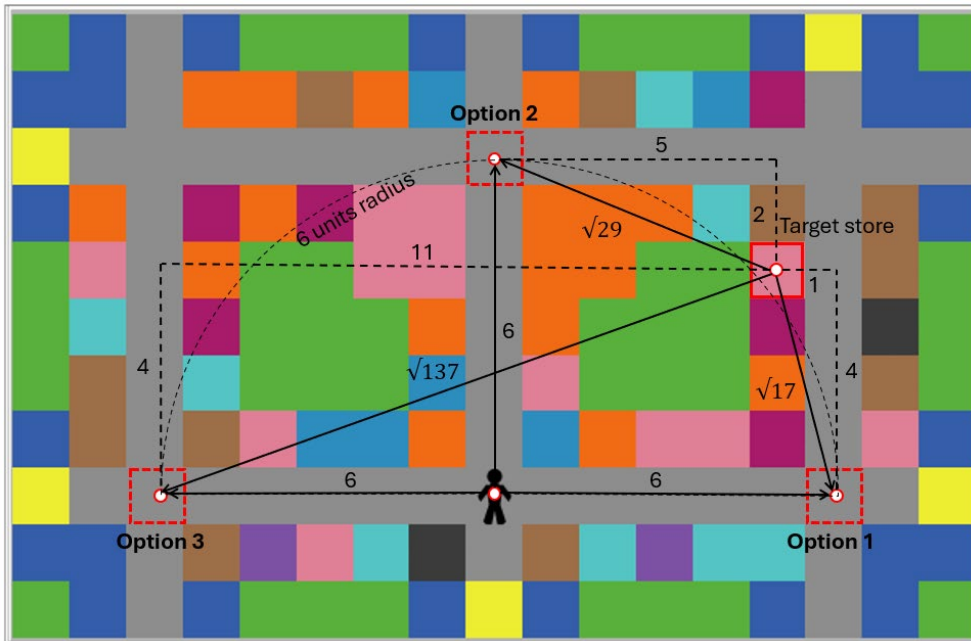 Option 2
5
6 units radius
√29
2
Target store
11
1
6
4
√137
√17
4
6
6
Option 3
Option 1